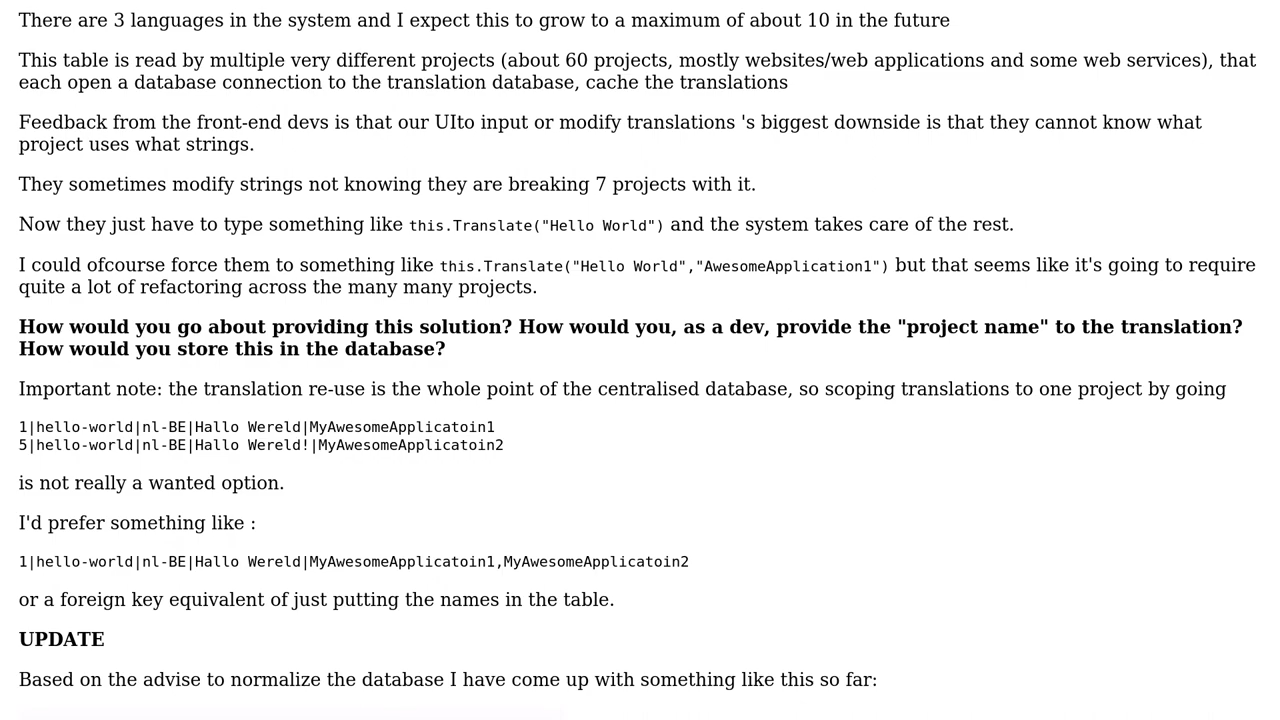 There are 3 languages in the system and I expect this to grow to a maximum of about 10 in the future
This table is read by multiple very different projects (about 60 projects, mostly websites/web applications and some web services), that
each open a database connection to the translation database, cache the translations
Feedback from the front-end devs is that our UIto input or modify translations 's biggest downside is that they cannot know what
project uses what strings.
They sometimes modify strings not knowing they are breaking 7 projects with it.
Now they just have to type something like this.Translate("Hello World") and the system takes care of the rest.
I could ofcourse force them to something like this.Translate("Hello World","AwesomeApplication1") but that seems like it's going to require
quite a lot of refactoring across the many many projects.
How would you go about providing this solution? How would you, as a dev, provide the "project name" to the translation?
How would you store this in the database?
Important note: the translation re-use is the whole point of the centralised database, so scoping translations to one project by going
1|hello-world|nl-BE|Hallo Wereld|MyAwesomeApplicatoin1
5|hello-world|nl-BE|Hallo Wereld!|MyAwesomeApplicatoin2
is not really a wanted option.
I'd prefer something like :
1|hello-world|nl-BE|Hallo Wereld|MyAwesomeApplicatoin1,MyAwesomeApplicatoin2
or a foreign key equivalent of just putting the names in the table.
UPDATE
Based on the advise to normalize the database I have come up with something like this so far: